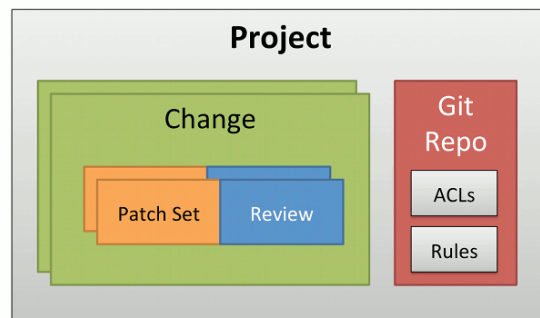 Project
Change
Patch Set
Review
Git
Repo
ACLs
Rules